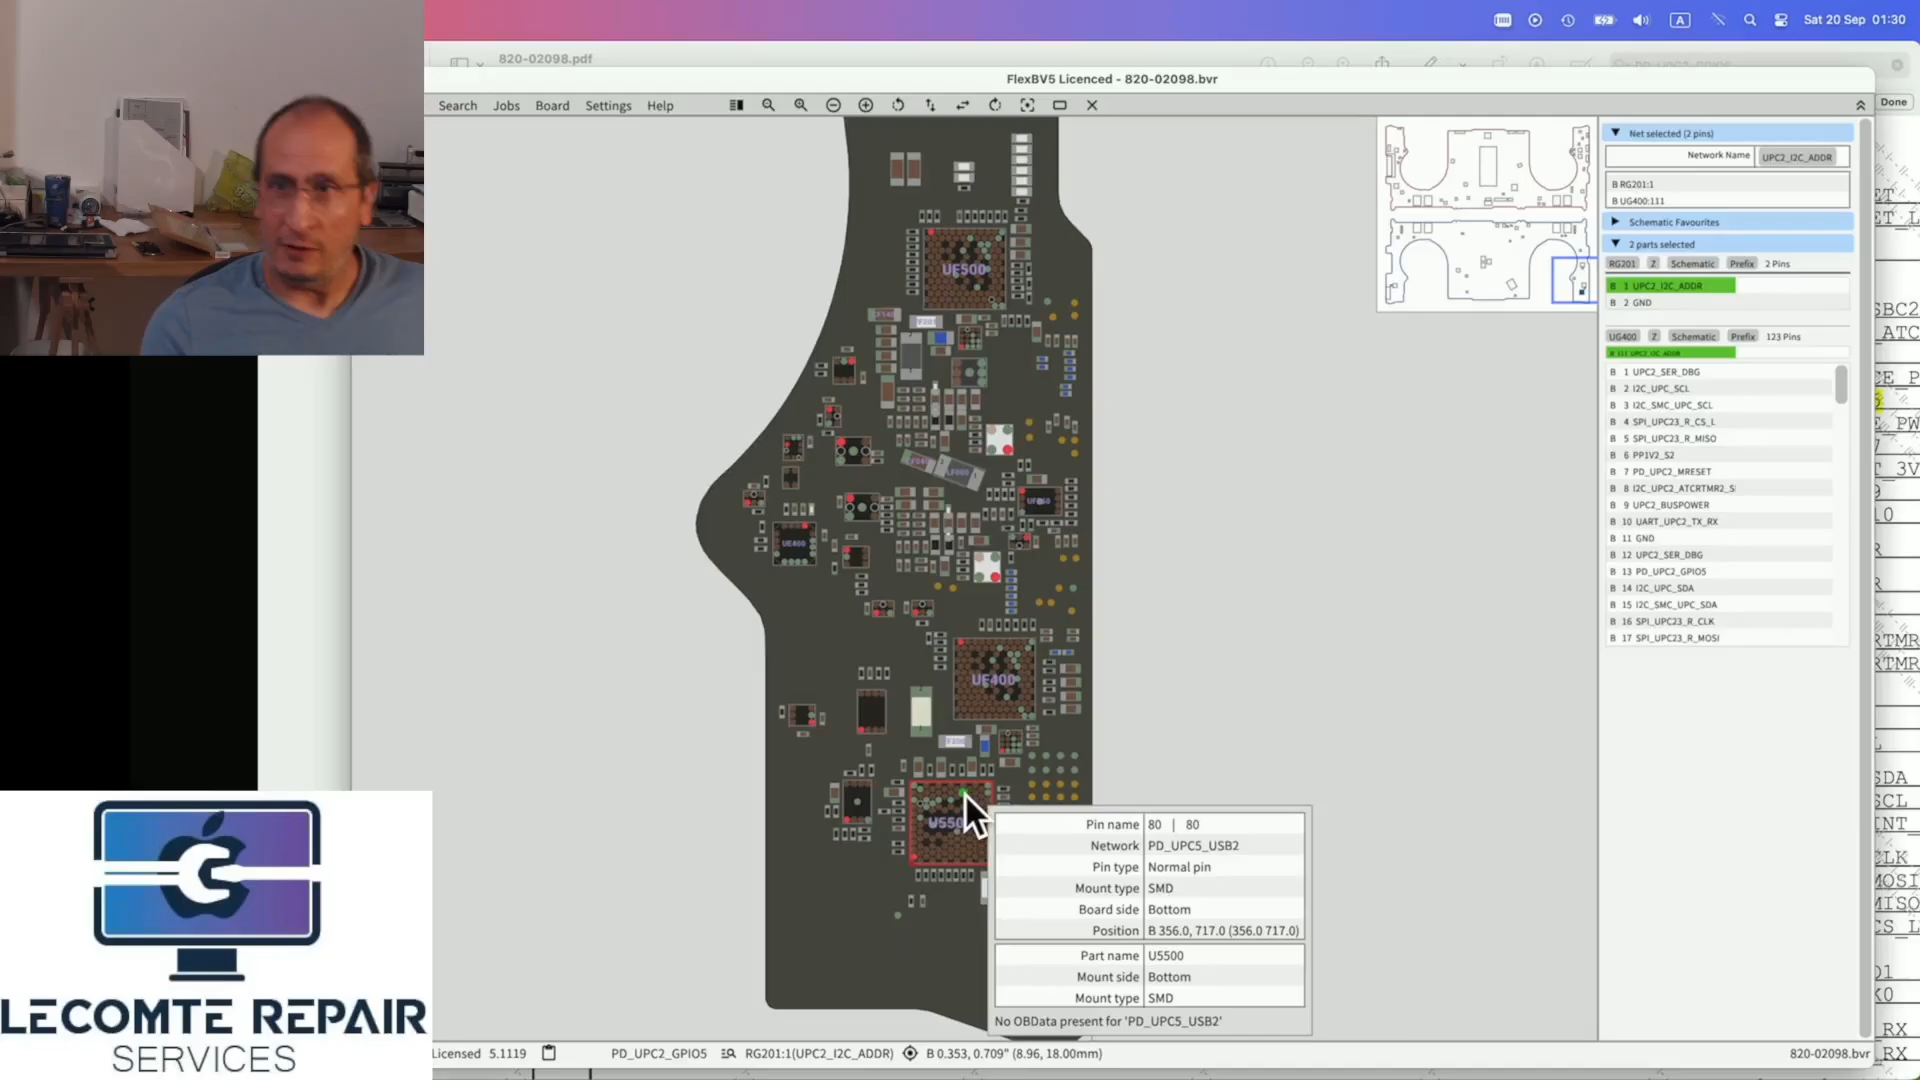 Sat 20 Sep 01:30
820-02098.pdf
FlexBV5 Licenced - 820-02098.bvr
Search Jobs Board Settings Help
Done
Net selected (2 pins)
Network Name UPC2_I2C_ADDR
B RG201:1
B UG400:111
Schematic Favourites
2 parts selected
RG201 Z Schematic Prefix 2 Pins
B 1 UPC2_I2C_ADDR
B 2 GND
UG400 Z Schematic Prefix 123 Pins
B 111 UPC2_I2C_ADDR
B 1 UPC2_SER_DBG
B 2 I2C_UPC_SCL
B 3 I2C_SMC_UPC_SCL
B 4 SPI_UPC23_R_CS_L
B 5 SPI_UPC23_R_MISO
B 6 PP1V2_S2
B 7 PD_UPC2_MRESET
B 8 I2C_UPC2_ATCRTMR2_S
B 9 UPC2_BUSPOWER
B 10 UART_UPC2_TX_RX
B 11 GND
B 12 UPC2_SER_DBG
B 13 PD_UPC2_GPIO5
B 14 I2C_UPC_SDA
B 15 I2C_SMC_UPC_SDA
B 16 SPI_UPC23_R_CLK
B 17 SPI_UPC23_R_MOSI
UF500
UE400
UE400
U5500
Pin name 80 | 80
Network PD_UPC5_USB2
Pin type Normal pin
Mount type SMD
Board side Bottom
Position B 356.0, 717.0 (356.0 717.0)
Part name U5500
Mount side Bottom
Mount type SMD
No OBData present for 'PD_UPC5_USB2'
LECOMTE REPAIR
SERVICES
Licensed 5.1119 PD_UPC2_GPIO5 RG201:1(UPC2_I2C_ADDR) B 0.353, 0.709" (8.96, 18.00mm) 820-02098.bvr